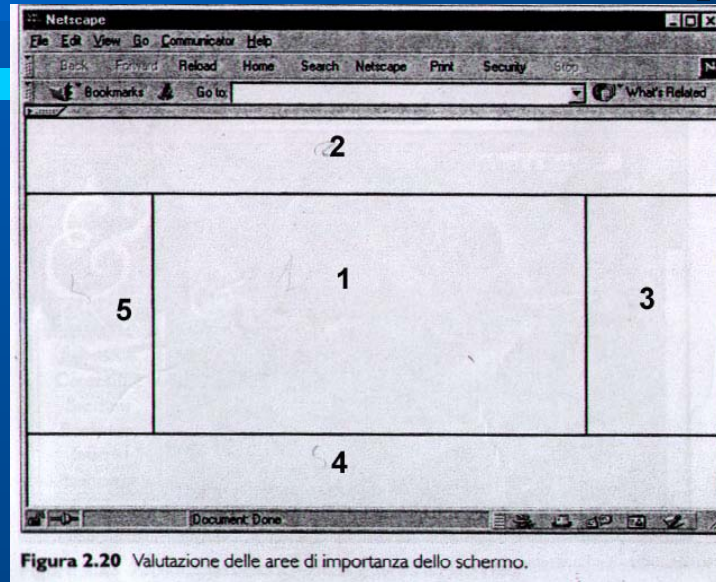 Netscape
File Edit View Go Communicator Help
Back Forward Reload Home Search Netscape Print Security Stop
Bookmarks Go to: What's Related
2
5
1
3
4
Document: Done
Figura 2.20 Valutazione delle aree di importanza dello schermo.